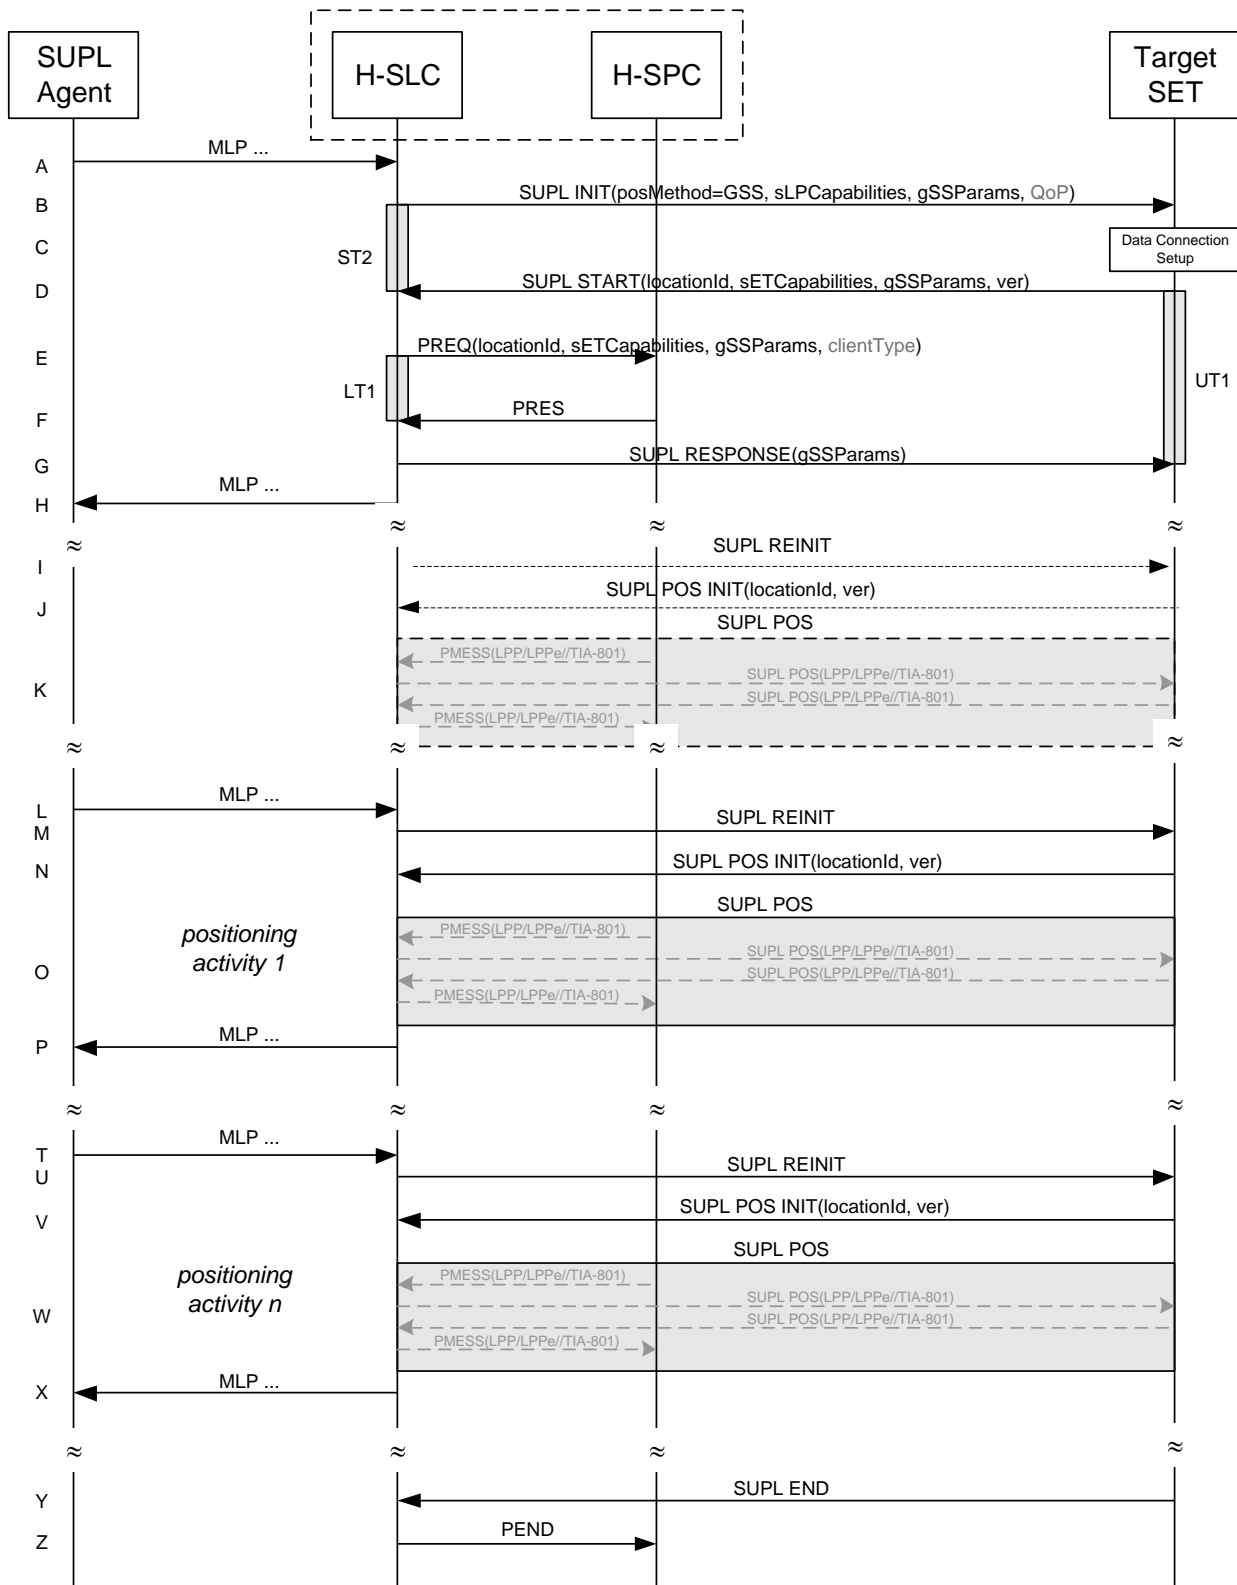 SUPL
Agent
H-SLC
H-SPC
Target
SET
A
MLP ...
B
SUPL INIT(posMethod=GSS, sLPCapabilities, gSSParams, QoP)
C
ST2
Data Connection
Setup
D
SUPL START(locationId, sETCapabilities, gSSParams, ver)
E
PREQ(locationId, sETCapabilities, gSSParams, clientType)
LT1
UT1
F
PRES
G
SUPL RESPONSE(gSSParams)
H
MLP ...
≈ ≈ ≈ ≈
I
SUPL REINIT
J
SUPL POS INIT(locationId, ver)
SUPL POS
K
PMESS(LPP/LPPe//TIA-801)
SUPL POS(LPP/LPPe//TIA-801)
SUPL POS(LPP/LPPe//TIA-801)
PMESS(LPP/LPPe//TIA-801)
≈ ≈ ≈ ≈
L
MLP ...
M
SUPL REINIT
N
SUPL POS INIT(locationId, ver)
SUPL POS
positioning
activity 1
O
PMESS(LPP/LPPe//TIA-801)
SUPL POS(LPP/LPPe//TIA-801)
SUPL POS(LPP/LPPe//TIA-801)
PMESS(LPP/LPPe//TIA-801)
P
MLP ...
≈ ≈ ≈ ≈
T
MLP ...
U
SUPL REINIT
V
SUPL POS INIT(locationId, ver)
SUPL POS
positioning
activity n
W
PMESS(LPP/LPPe//TIA-801)
SUPL POS(LPP/LPPe//TIA-801)
SUPL POS(LPP/LPPe//TIA-801)
PMESS(LPP/LPPe//TIA-801)
X
MLP ...
≈ ≈ ≈ ≈
Y
SUPL END
Z
PEND